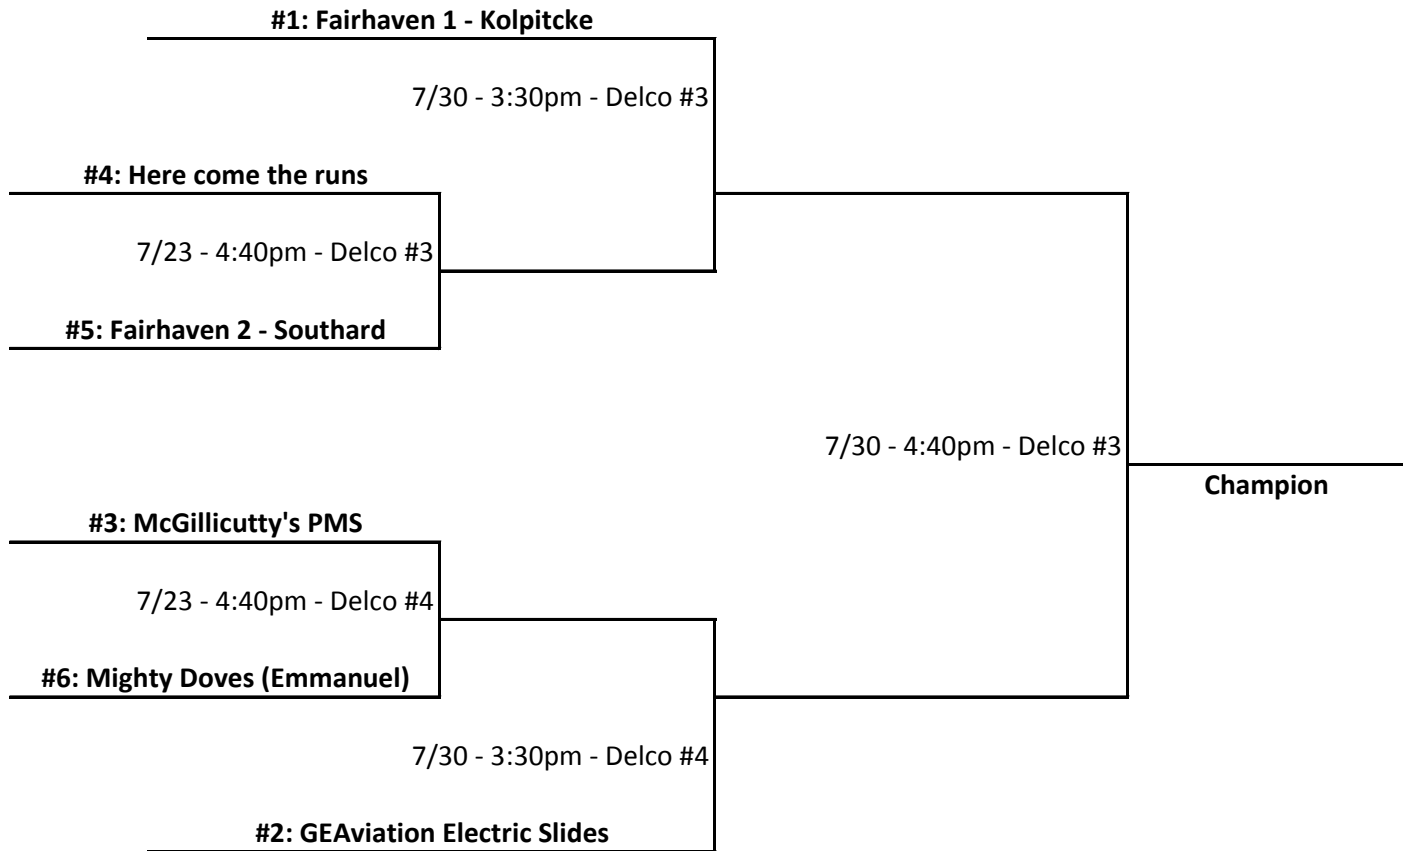 #1: Fairhaven 1 - Kolpitcke
7/30 - 3:30pm - Delco #3
#4: Here come the runs
7/23 - 4:40pm - Delco #3
#5: Fairhaven 2 - Southard
7/30 - 4:40pm - Delco #3
Champion
#3: McGillicutty's PMS
7/23 - 4:40pm - Delco #4
#6: Mighty Doves (Emmanuel)
7/30 - 3:30pm - Delco #4
#2: GEAviation Electric Slides